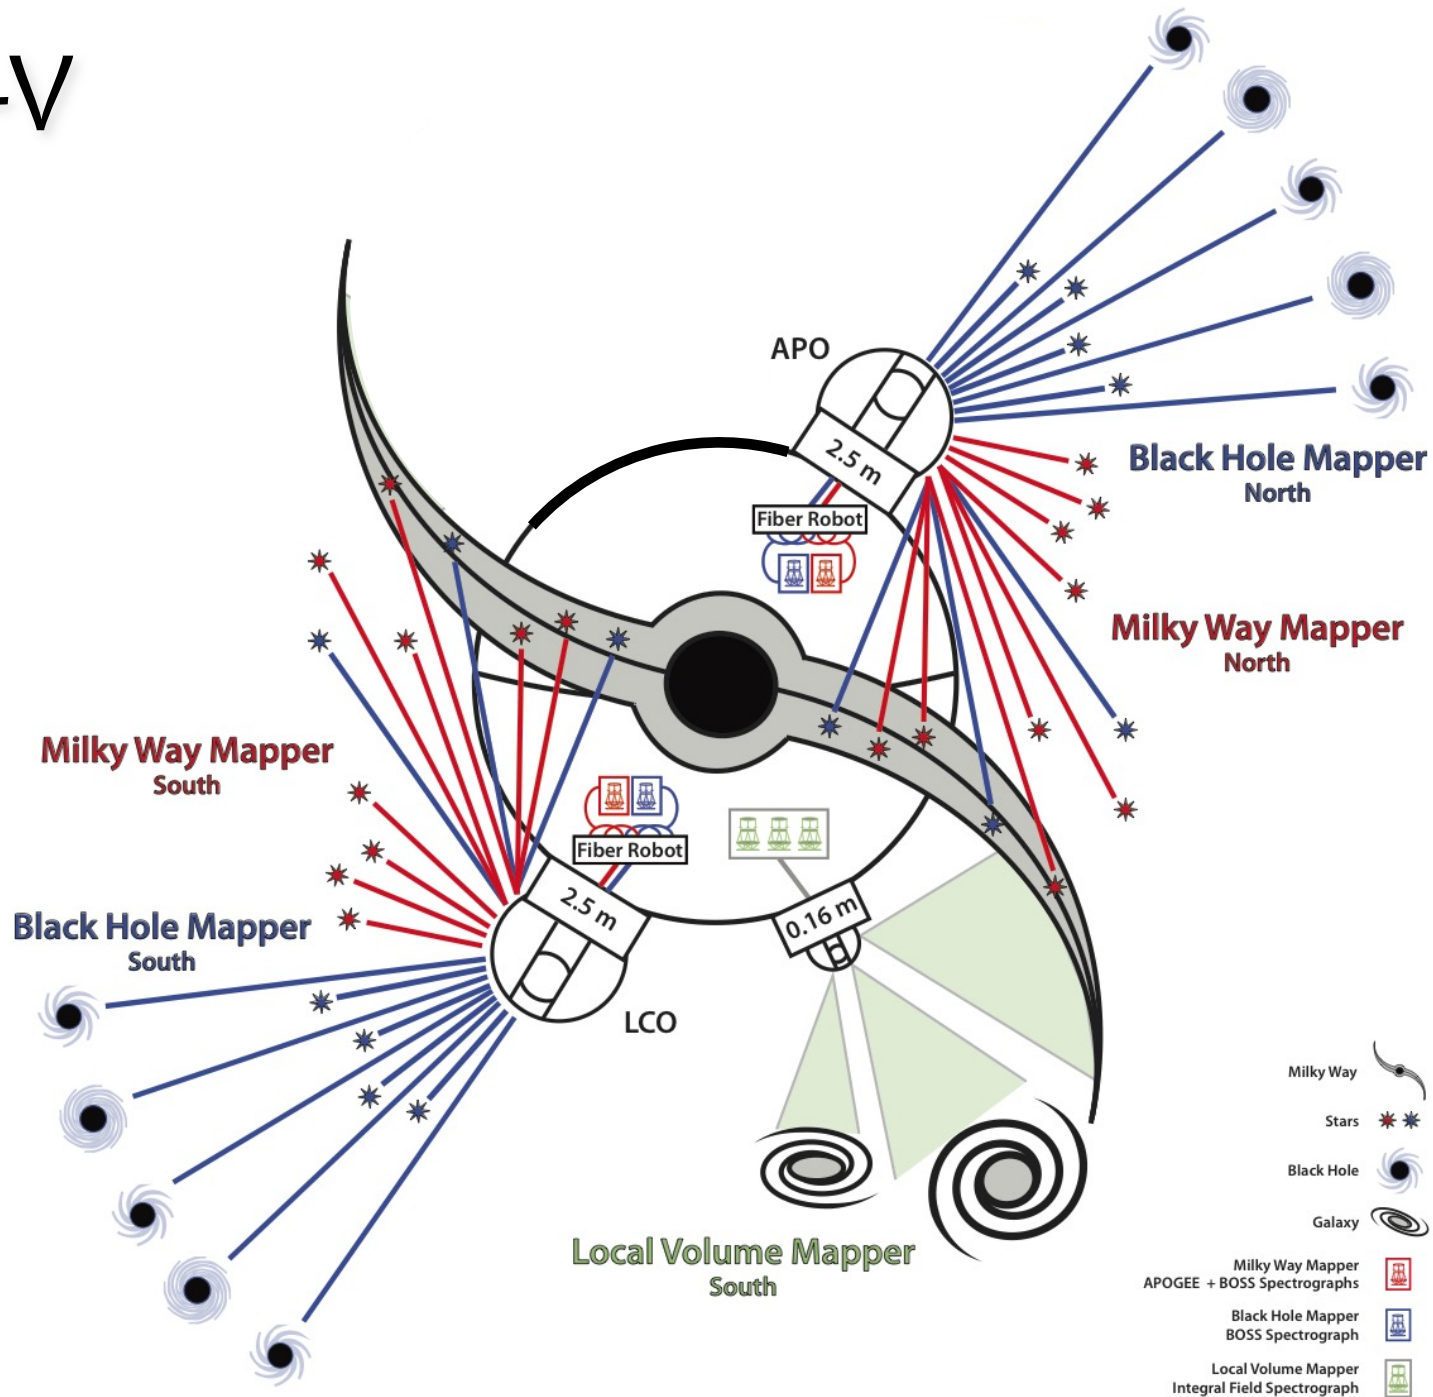 -V
APO
2.5 m
Fiber Robot
Black Hole Mapper
North
Milky Way Mapper
North
Milky Way Mapper
South
Black Hole Mapper
South
Fiber Robot
2.5 m
LCO
0.16 m
Local Volume Mapper
South
Milky Way
Stars
Black Hole
Galaxy
Milky Way Mapper
APOGEE + BOSS Spectrographs
Black Hole Mapper
BOSS Spectrograph
Local Volume Mapper
Integral Field Spectrograph